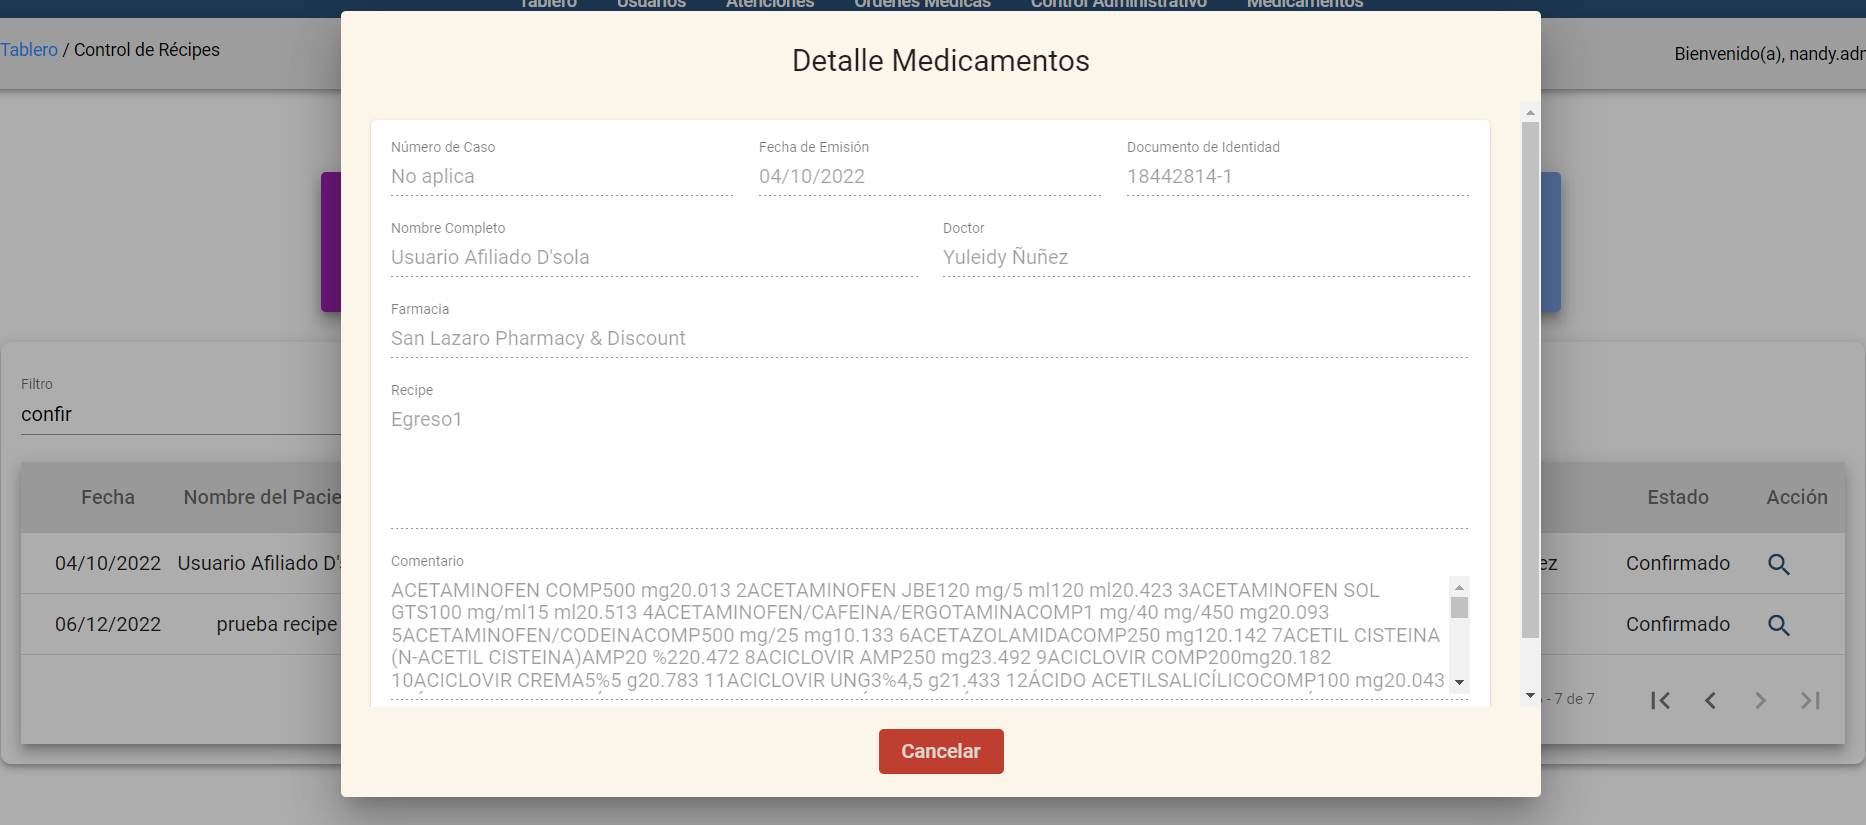 Tablero Usuarios Atenciones Ordenes Médicas Control Administrativo Medicamentos
Tablero / Control de Récipes
Bienvenido(a), nandy.adm
Detalle Medicamentos
Número de Caso Fecha de Emisión Documento de Identidad
No aplica 04/10/2022 18442814-1
Nombre Completo Doctor
Usuario Afiliado D'sola Yuleidy Ñuñez
Farmacia
San Lazaro Pharmacy & Discount
Recipe
Egreso1
Comentario
ACETAMINOFEN COMP500 mg20.013 2ACETAMINOFEN JBE120 mg/5 ml120 ml20.423 3ACETAMINOFEN SOL
GTS100 mg/ml15 ml20.513 4ACETAMINOFEN/CAFEINA/ERGOTAMINACOMP1 mg/40 mg/450 mg20.093
5ACETAMINOFEN/CODEINACOMP500 mg/25 mg10.133 6ACETAZOLAMIDACOMP250 mg120.142 7ACETIL CISTEINA
(N-ACETIL CISTEINA)AMP20 %220.472 8ACICLOVIR AMP250 mg23.492 9ACICLOVIR COMP200mg20.182
10ACICLOVIR CREMA5%5 g20.783 11ACICLOVIR UNG3%4,5 g21.433 12ÁCIDO ACETILSALICÍLICOCOMP100 mg20.043
Cancelar
Filtro
confir
Fecha Nombre del Pacie Estado Acción
04/10/2022 Usuario Afiliado D' ez Confirmado
06/12/2022 prueba recipe Confirmado
- 7 de 7